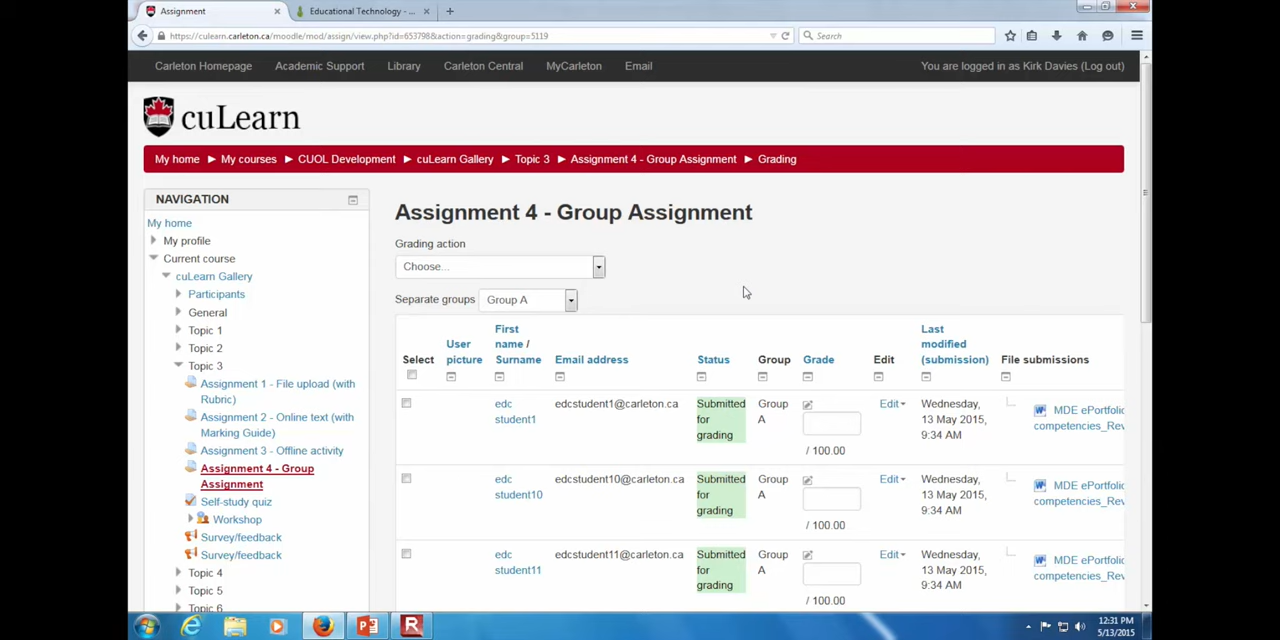 Assignment
Educational Technology - ...
https://culearn.carleton.ca/moodle/mod/assign/view.php?id=653798&action=grading&group=5119
Search
Carleton Homepage Academic Support Library Carleton Central MyCarleton Email
You are logged in as Kirk Davies (Log out)
cuLearn
My home ► My courses ► CUOL Development ► cuLearn Gallery ► Topic 3 ► Assignment 4 - Group Assignment ► Grading
NAVIGATION
My home
My profile
Current course
cuLearn Gallery
Participants
General
Topic 1
Topic 2
Topic 3
Assignment 1 - File upload (with
Rubric)
Assignment 2 - Online text (with
Marking Guide)
Assignment 3 - Offline activity
Assignment 4 - Group
Assignment
Self-study quiz
Workshop
Survey/feedback
Survey/feedback
Topic 4
Topic 5
Topic 6
Assignment 4 - Group Assignment
Grading action
Choose...
Separate groups Group A
Select
User
picture
First
name /
Surname
Email address
Status
Group
Grade
Edit
Last
modified
(submission)
File submissions
edc
student1
edcstudent1@carleton.ca
Submitted
for
grading
Group
A
/ 100.00
Edit
Wednesday,
13 May 2015,
9:34 AM
MDE ePortfolio
competencies_Rev
edc
student10
edcstudent10@carleton.ca
Submitted
for
grading
Group
A
/ 100.00
Edit
Wednesday,
13 May 2015,
9:34 AM
MDE ePortfolio
competencies_Rev
edc
student11
edcstudent11@carleton.ca
Submitted
for
grading
Group
A
/ 100.00
Edit
Wednesday,
13 May 2015,
9:34 AM
MDE ePortfolio
competencies_Rev
12:31 PM
5/13/2015